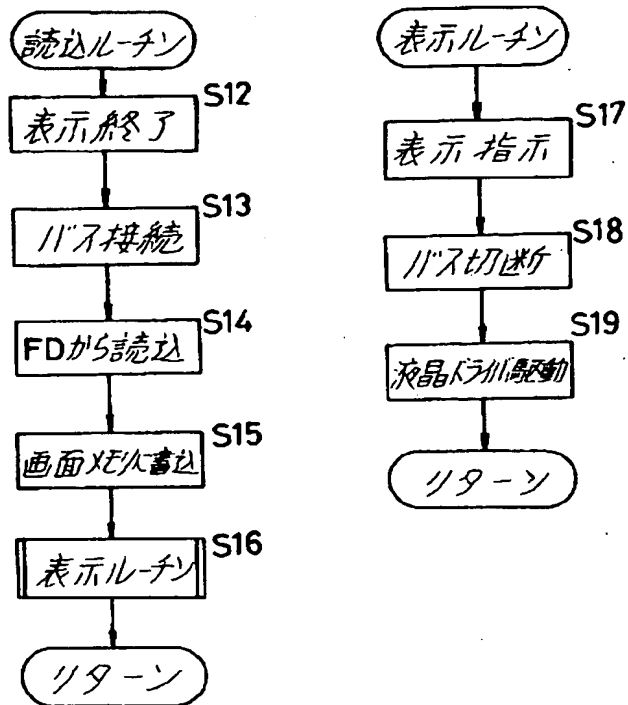 読込ルーチン
S12
表示終了
S13
バス接続
S14
FDから読込
S15
画面メモリに書込
S16
表示ルーチン
リターン
表示ルーチン
S17
表示指示
S18
バス切断
S19
液晶ドライバ駆動
リターン